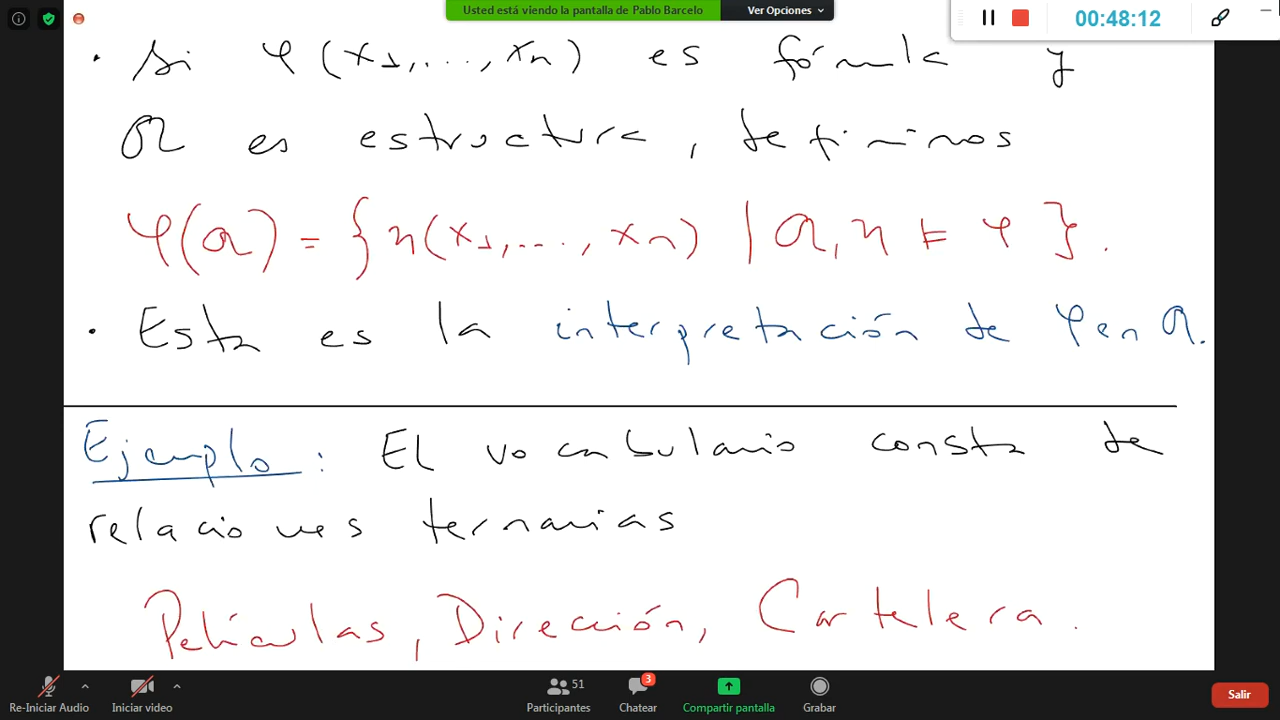 Usted está viendo la pantalla de Pablo Barcelo
Ver Opciones
00:48:12
• Si φ(x₁,...,xₙ) es fórmula y
𝔄 es estructura, definimos
φ(𝔄) = {η(x₁,...,xₙ) | 𝔄, η ⊨ φ}.
• Esta es la interpretación de φ en 𝔄.
Ejemplo: El vocabulario consta de
relaciones ternarias
Películas, Dirección, Cartelera.
51
3
Re-Iniciar Audio
Iniciar video
Participantes
Chatear
Compartir pantalla
Grabar
Salir